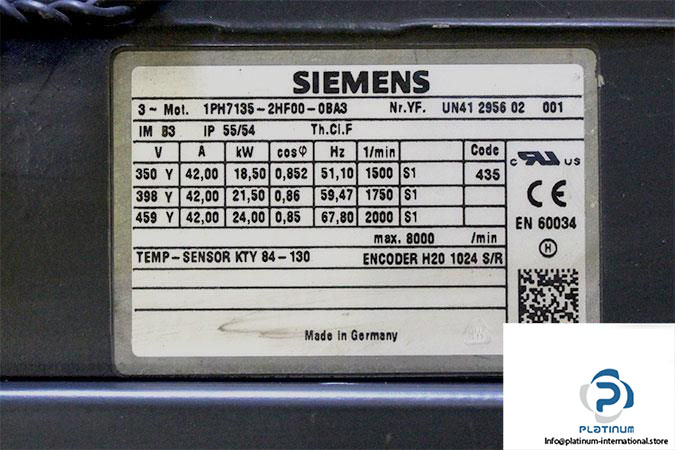 SIEMENS
3~ Mot. 1PH7135-2HF00-0BA3 Nr.YF. UN41 2956 02 001
IM B3 IP 55/54 Th.Cl.F
V A kW cosφ Hz 1/min Code
350 Y 42,00 18,50 0,852 51,10 1500 S1 435
398 Y 42,00 21,50 0,86 59,47 1750 S1
459 Y 42,00 24,00 0,85 67,80 2000 S1
max. 8000 /min
TEMP-SENSOR KTY 84-130 ENCODER H20 1024 S/R
Made in Germany
c RU US
CE
EN 60034
H
PLATINUM
Info@platinum-international.store